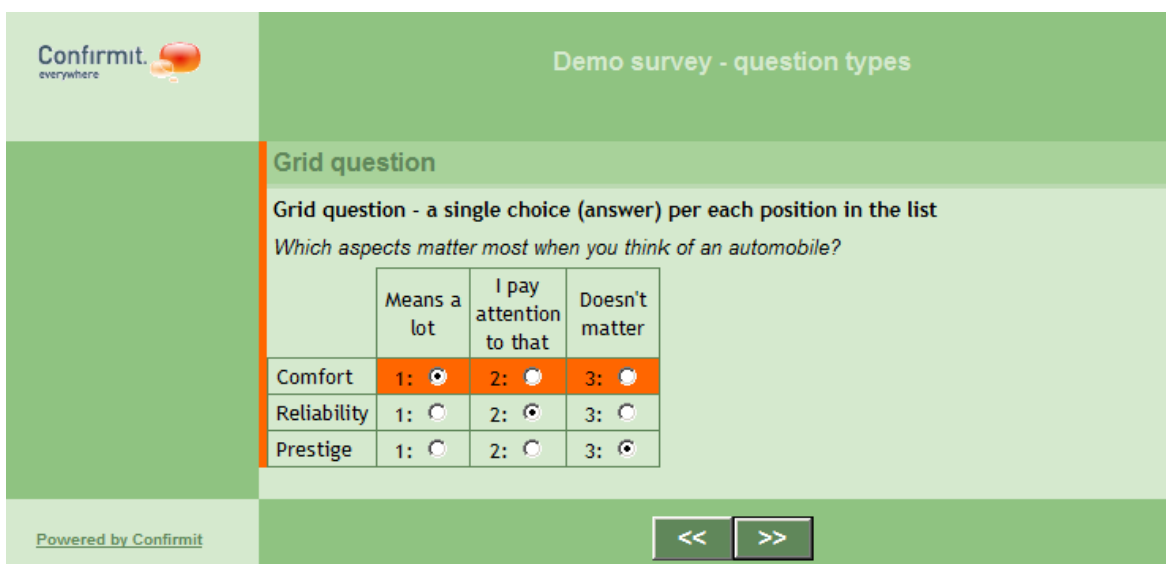 Confirmit.
everywhere
Demo survey - question types
Grid question
Grid question - a single choice (answer) per each position in the list
Which aspects matter most when you think of an automobile?
Means a lot
I pay attention to that
Doesn't matter
Comfort 1: 2: 3:
Reliability 1: 2: 3:
Prestige 1: 2: 3:
Powered by Confirmit
<< >>